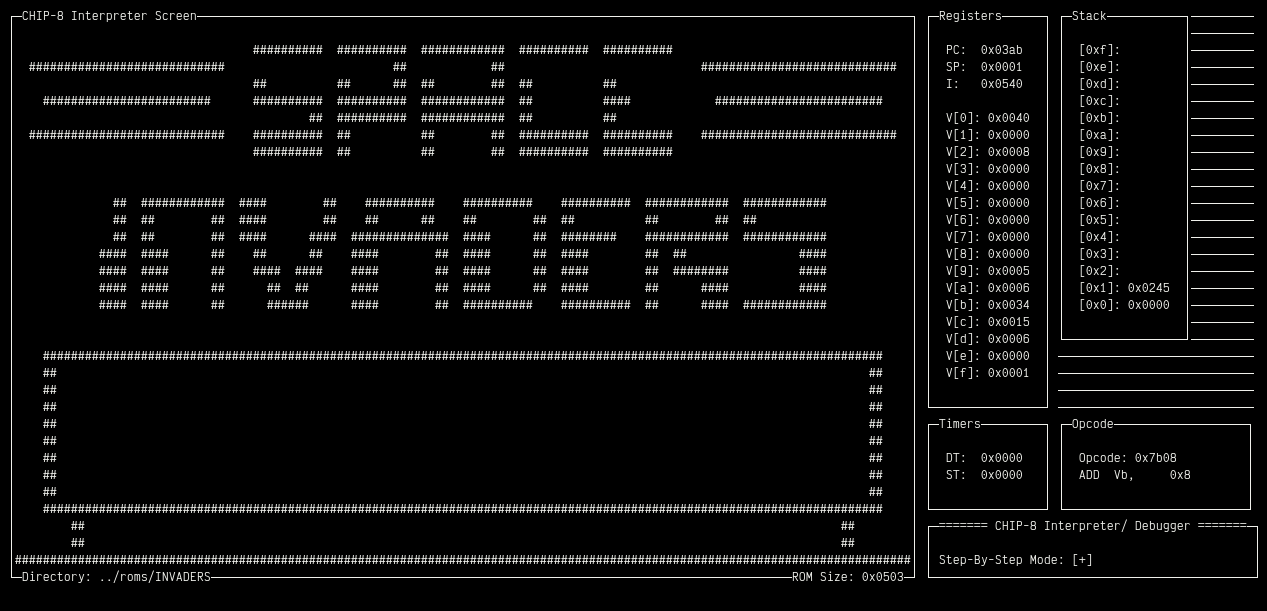 CHIP-8 Interpreter Screen
SPACE
INVADERS
Directory: ../roms/INVADERS
ROM Size: 0x0503
Registers
PC: 0x03ab
SP: 0x0001
I: 0x0540
V[0]: 0x0040
V[1]: 0x0000
V[2]: 0x0008
V[3]: 0x0000
V[4]: 0x0000
V[5]: 0x0000
V[6]: 0x0000
V[7]: 0x0000
V[8]: 0x0000
V[9]: 0x0005
V[a]: 0x0006
V[b]: 0x0034
V[c]: 0x0015
V[d]: 0x0006
V[e]: 0x0000
V[f]: 0x0001
Stack
[0xf]:
[0xe]:
[0xd]:
[0xc]:
[0xb]:
[0xa]:
[0x9]:
[0x8]:
[0x7]:
[0x6]:
[0x5]:
[0x4]:
[0x3]:
[0x2]:
[0x1]: 0x0245
[0x0]: 0x0000
Timers
DT: 0x0000
ST: 0x0000
Opcode
Opcode: 0x7b08
ADD Vb, 0x8
======= CHIP-8 Interpreter/ Debugger =======
Step-By-Step Mode: [+]